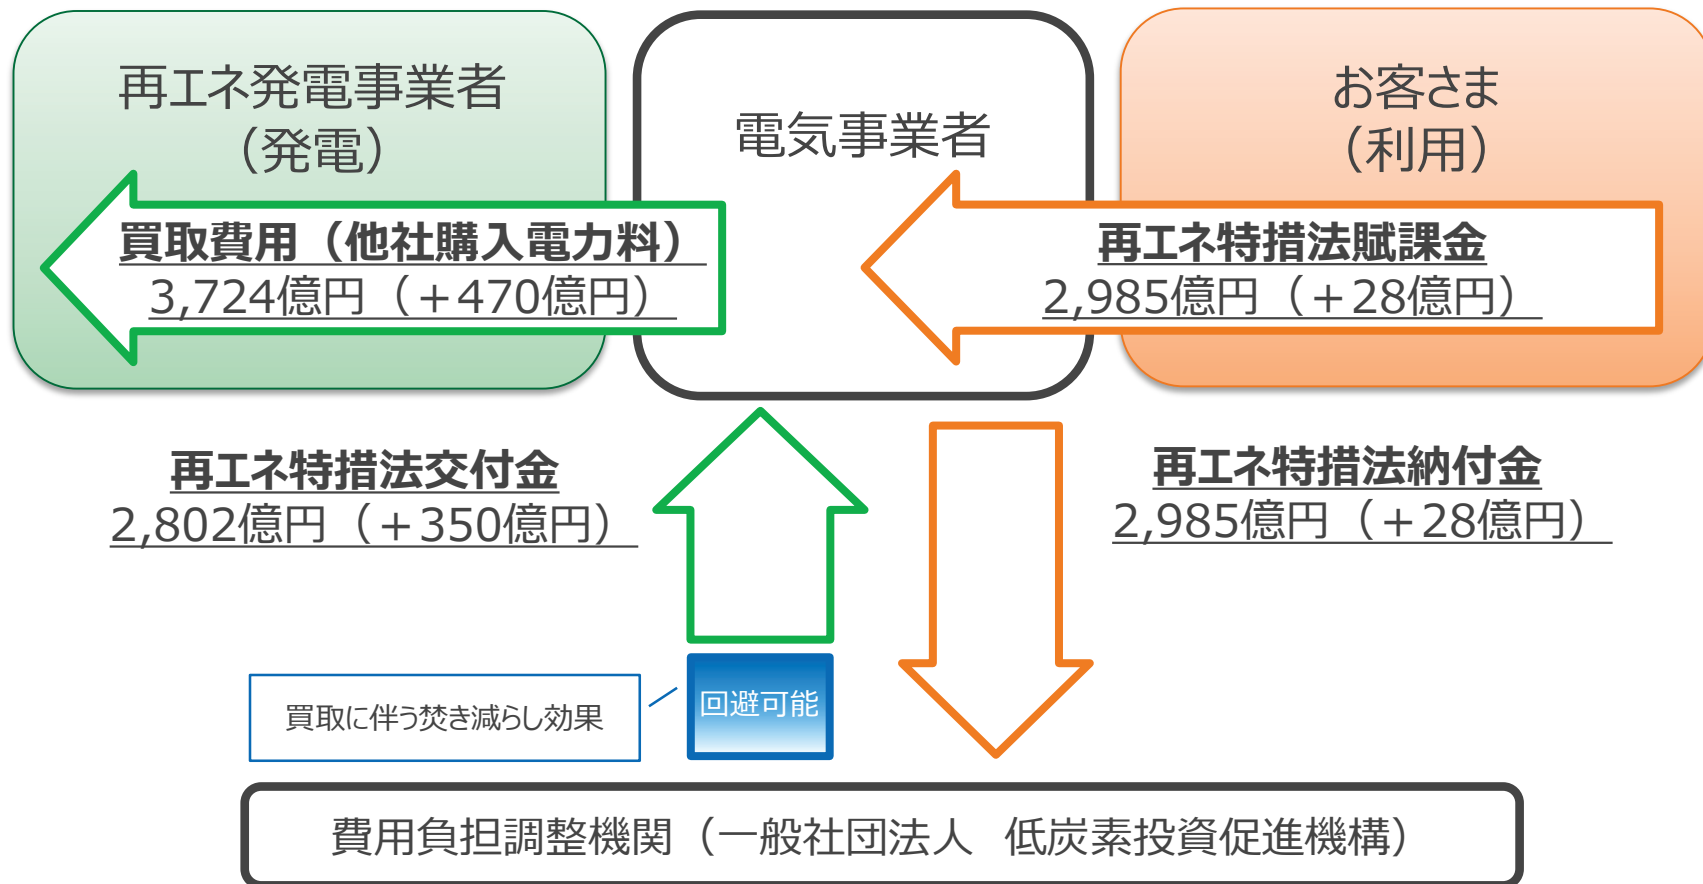 再エネ発電事業者
（発電）
電気事業者
お客さま
（利用）
買取費用（他社購入電力料）
3,724億円（＋470億円）
再エネ特措法賦課金
2,985億円（＋28億円）
再エネ特措法交付金
2,802億円（＋350億円）
再エネ特措法納付金
2,985億円（＋28億円）
買取に伴う焚き減らし効果
回避可能
費用負担調整機関（一般社団法人　低炭素投資促進機構）